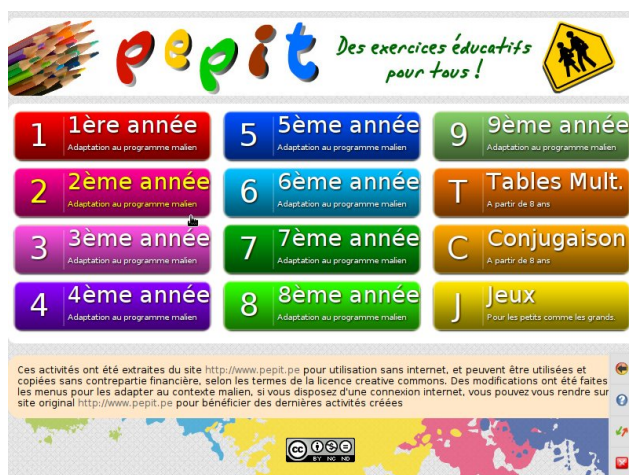 pepit
Des exercices éducatifs
pour tous !
1 1ère année
Adaptation au programme malien
5 5ème année
Adaptation au programme malien
9 9ème année
Adaptation au programme malien
2 2ème année
Adaptation au programme malien
6 6ème année
Adaptation au programme malien
T Tables Mult.
A partir de 8 ans
3 3ème année
Adaptation au programme malien
7 7ème année
Adaptation au programme malien
C Conjugaison
A partir de 8 ans
4 4ème année
Adaptation au programme malien
8 8ème année
Adaptation au programme malien
J Jeux
Pour les petits comme les grands.
Ces activités ont été extraites du site http://www.pepit.pe pour utilisation sans internet, et peuvent être utilisées et
copiées sans contrepartie financière, selon les termes de la licence creative commons. Des modifications ont été faites
les menus pour les adapter au contexte malien, si vous disposez d'une connexion internet, vous pouvez vous rendre sur
site original http://www.pepit.pe pour bénéficier des dernières activités créées
?
cc
BY NC ND